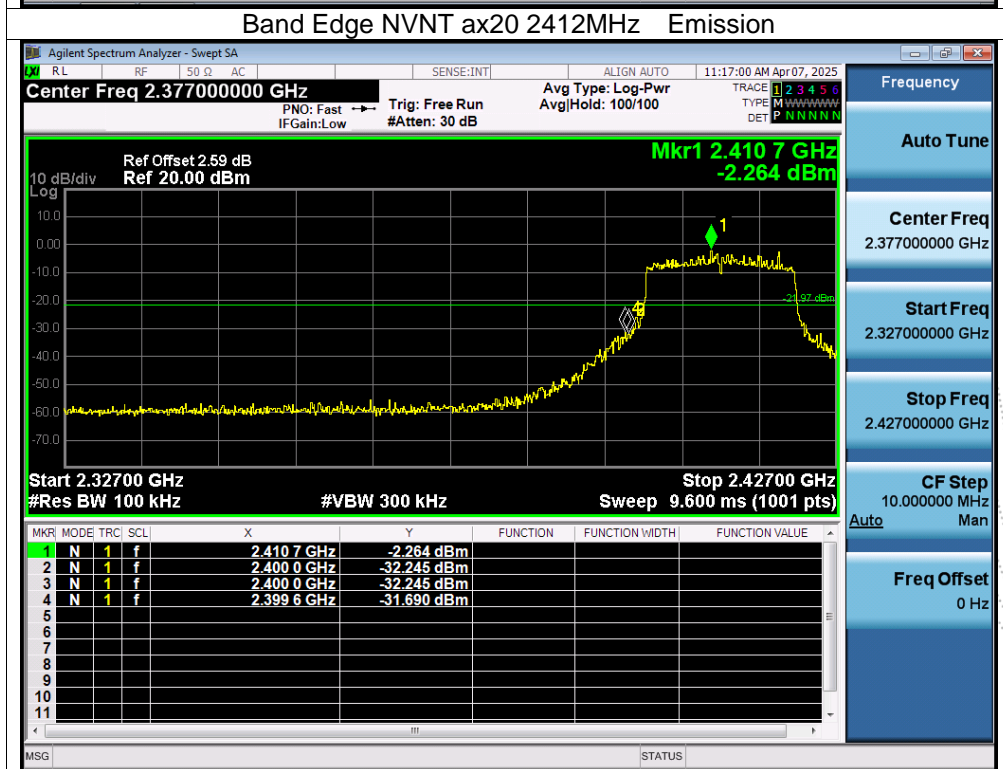 Band Edge NVNT ax20 2412MHz Emission
Agilent Spectrum Analyzer - Swept SA
LXI RL RF 50 Ω AC SENSE:INT ALIGN AUTO 11:17:00 AM Apr 07, 2025
Center Freq 2.377000000 GHz
PNO: Fast
IFGain:Low
Trig: Free Run
#Atten: 30 dB
Avg Type: Log-Pwr
Avg|Hold: 100/100
TRACE 1 2 3 4 5 6
TYPE M WWWWW
DET P N N N N N
Ref Offset 2.59 dB
10 dB/div Ref 20.00 dBm
Log
Mkr1 2.410 7 GHz
-2.264 dBm
10.0
0.00
-10.0
-20.0
-30.0
-40.0
-50.0
-60.0
-70.0
1
-21.97 dBm
Start 2.32700 GHz Stop 2.42700 GHz
#Res BW 100 kHz #VBW 300 kHz Sweep 9.600 ms (1001 pts)
MKR MODE TRC SCL X Y FUNCTION FUNCTION WIDTH FUNCTION VALUE
1 N 1 f 2.410 7 GHz -2.264 dBm
2 N 1 f 2.400 0 GHz -32.245 dBm
3 N 1 f 2.400 0 GHz -32.245 dBm
4 N 1 f 2.399 6 GHz -31.690 dBm
5
6
7
8
9
10
11
MSG STATUS
Frequency
Auto Tune
Center Freq
2.377000000 GHz
Start Freq
2.327000000 GHz
Stop Freq
2.427000000 GHz
CF Step
10.000000 MHz
Auto Man
Freq Offset
0 Hz